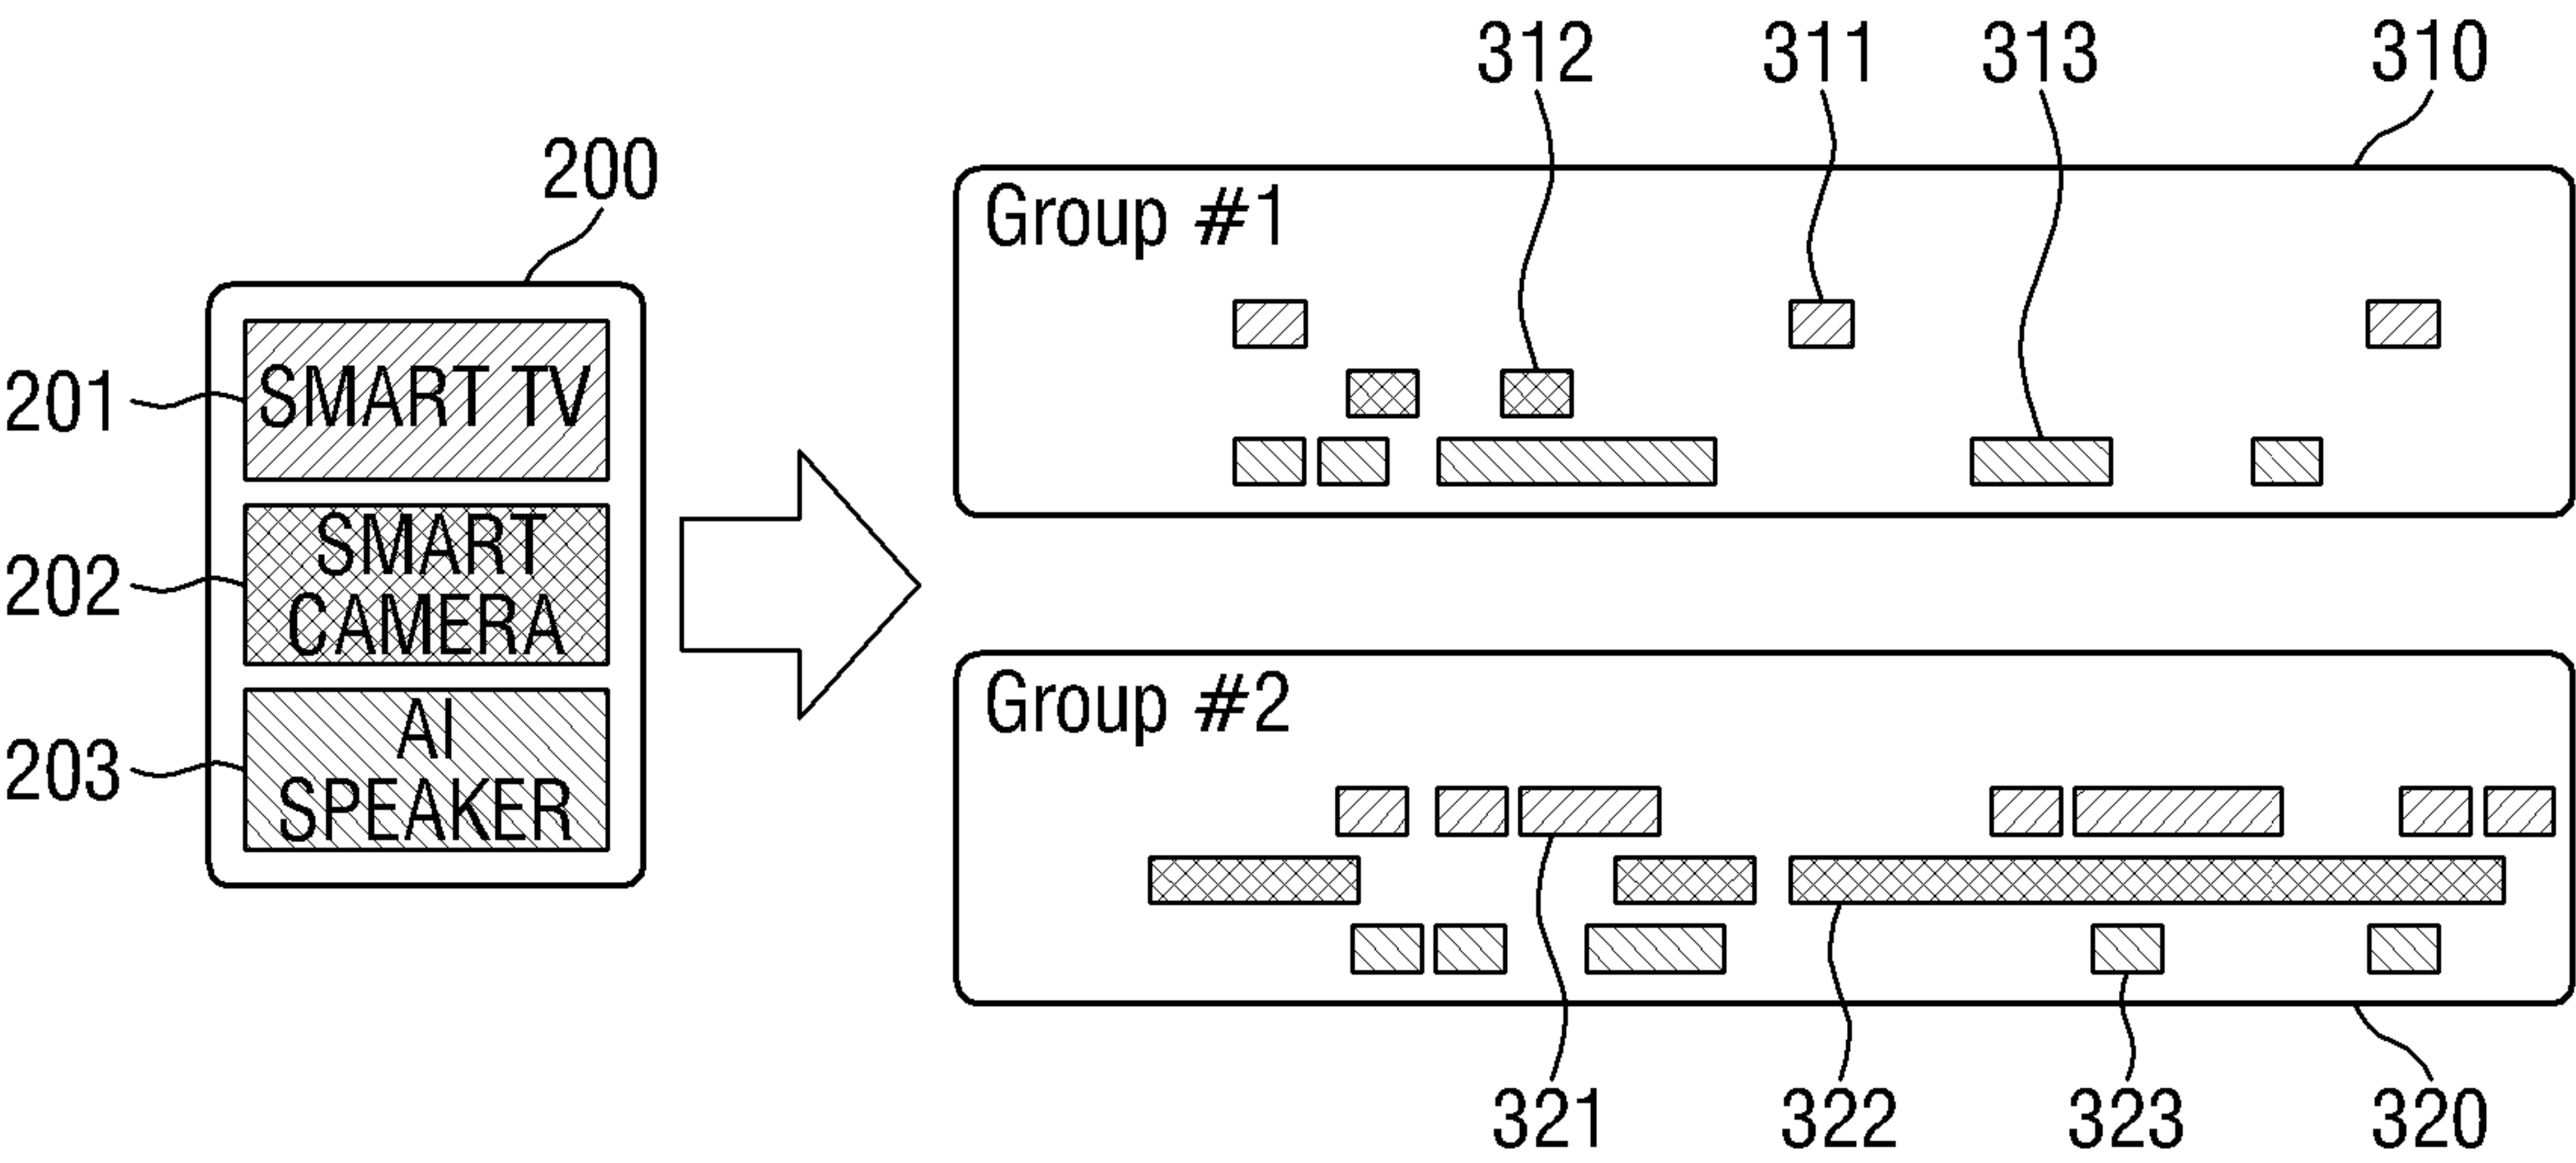 312
311
313
310
200
Group #1
201
SMART TV
202
SMART
CAMERA
203
AI
SPEAKER
Group #2
321
322
323
320